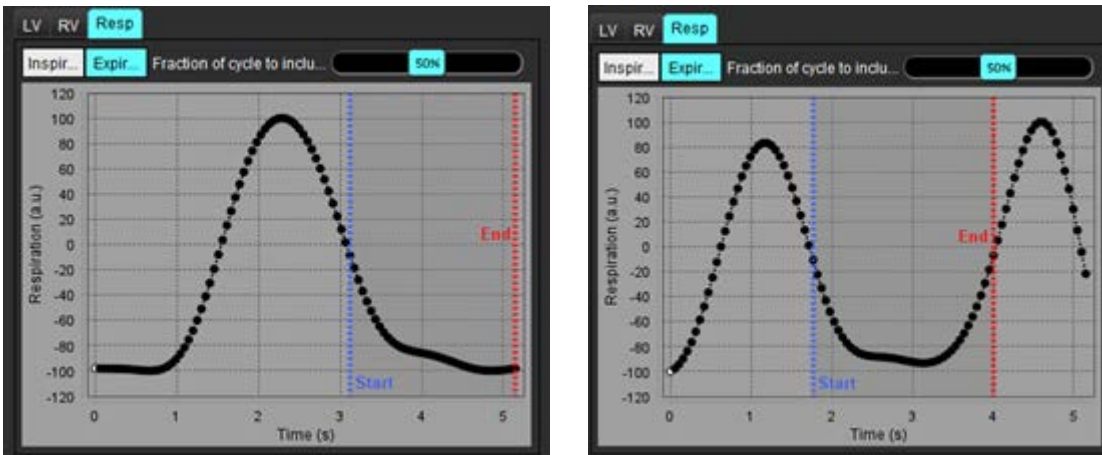 LV RV Resp
Inspir... Expir... Fraction of cycle to inclu... 50%
120
100
80
60
40
20
0
-20
-40
-60
-80
-100
-120
Respiration (a.u.)
End
Start
0 1 2 3 4 5
Time (s)
LV RV Resp
Inspir... Expir... Fraction of cycle to inclu... 50%
120
100
80
60
40
20
0
-20
-40
-60
-80
-100
-120
Respiration (a.u.)
End
Start
0 1 2 3 4 5
Time (s)